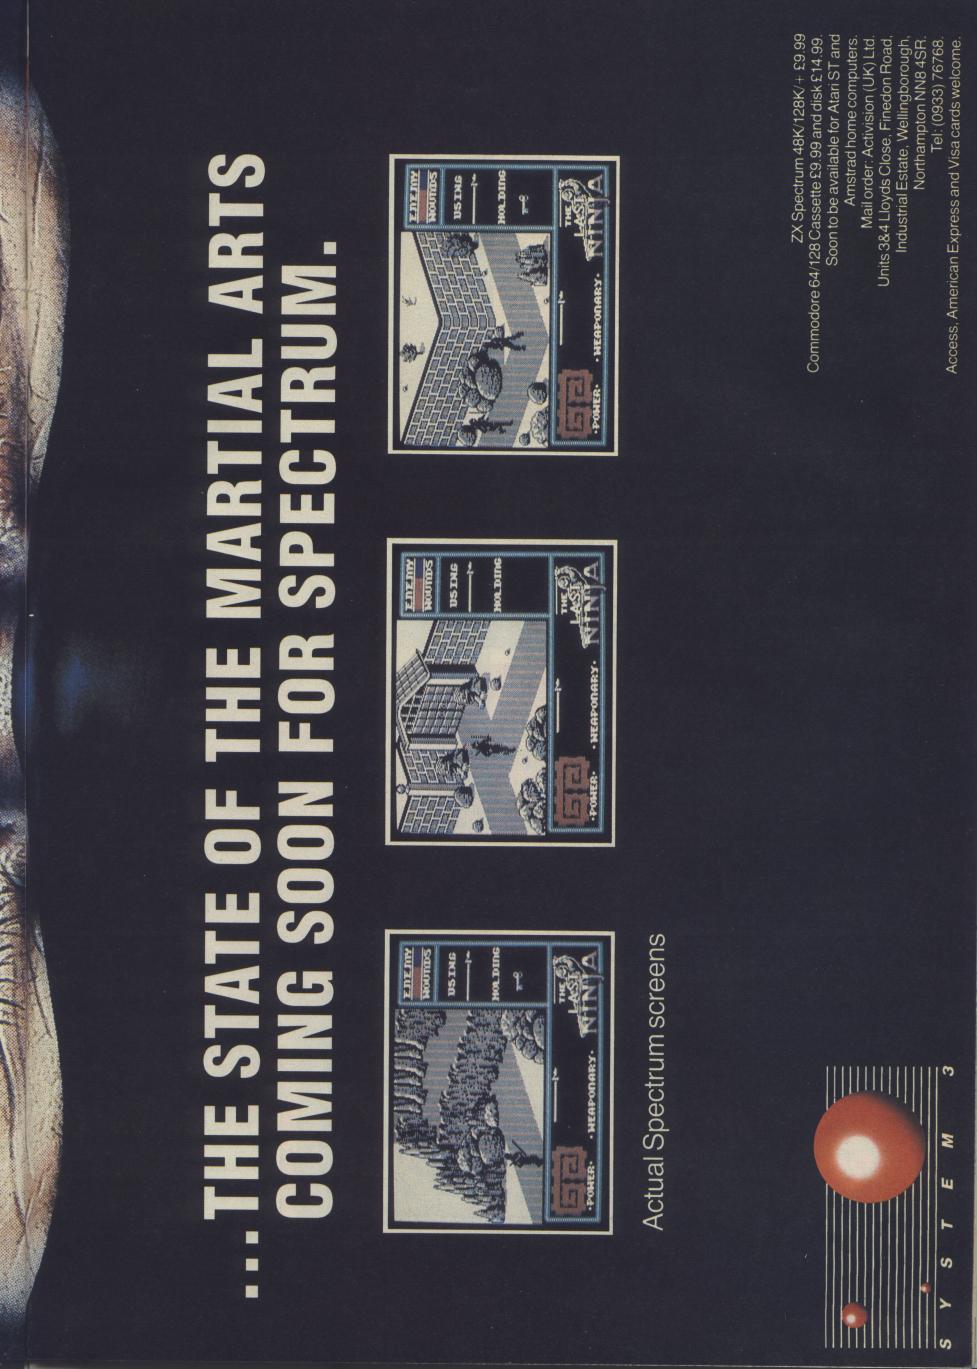 ...THE STATE OF THE MARTIAL ARTS
COMING SOON FOR SPECTRUM.
ENEMY
WOUNDS
USING
HOLDING
·POWER·
·WEAPONARY·
THE
LAST
NINJA
ENEMY
WOUNDS
USING
HOLDING
·POWER·
·WEAPONARY·
THE
LAST
NINJA
ENEMY
WOUNDS
USING
HOLDING
·POWER·
·WEAPONARY·
THE
LAST
NINJA
Actual Spectrum screens
SYSTEM 3
ZX Spectrum 48K/128K/+ £9.99
Commodore 64/128 Cassette £9.99 and disk £14.99.
Soon to be available for Atari ST and
Amstrad home computers.
Mail order: Activision (UK) Ltd.
Units 3&4 Lloyds Close, Finedon Road,
Industrial Estate, Wellingborough,
Northampton NN8 4SR.
Tel: (0933) 76768.
Access, American Express and Visa cards welcome.